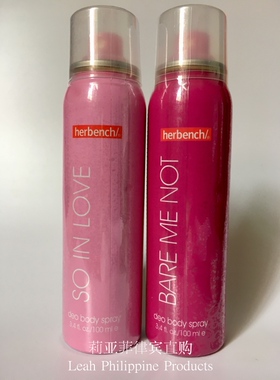 herbench/.
SO IN LOVE
deo body spray
3.4 fl. oz/100 ml e
herbench/.
BARE ME NOT
deo body spray
3.4 fl. oz/100 ml e
莉亚菲律宾直购
Leah Philippine Products